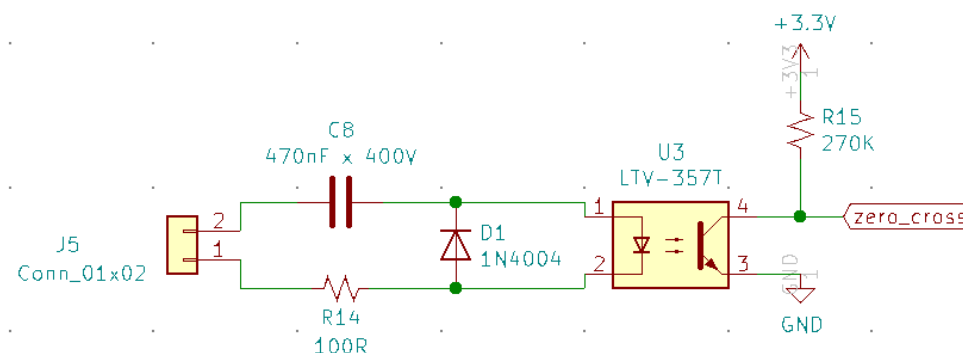 +3.3V
+3V3
1
R15
270K
C8
470nF x 400V
U3
LTV-357T
1
4
zero_cross
2
J5
Conn_01x02
1
D1
1N4004
2
3
GND
1
R14
100R
GND